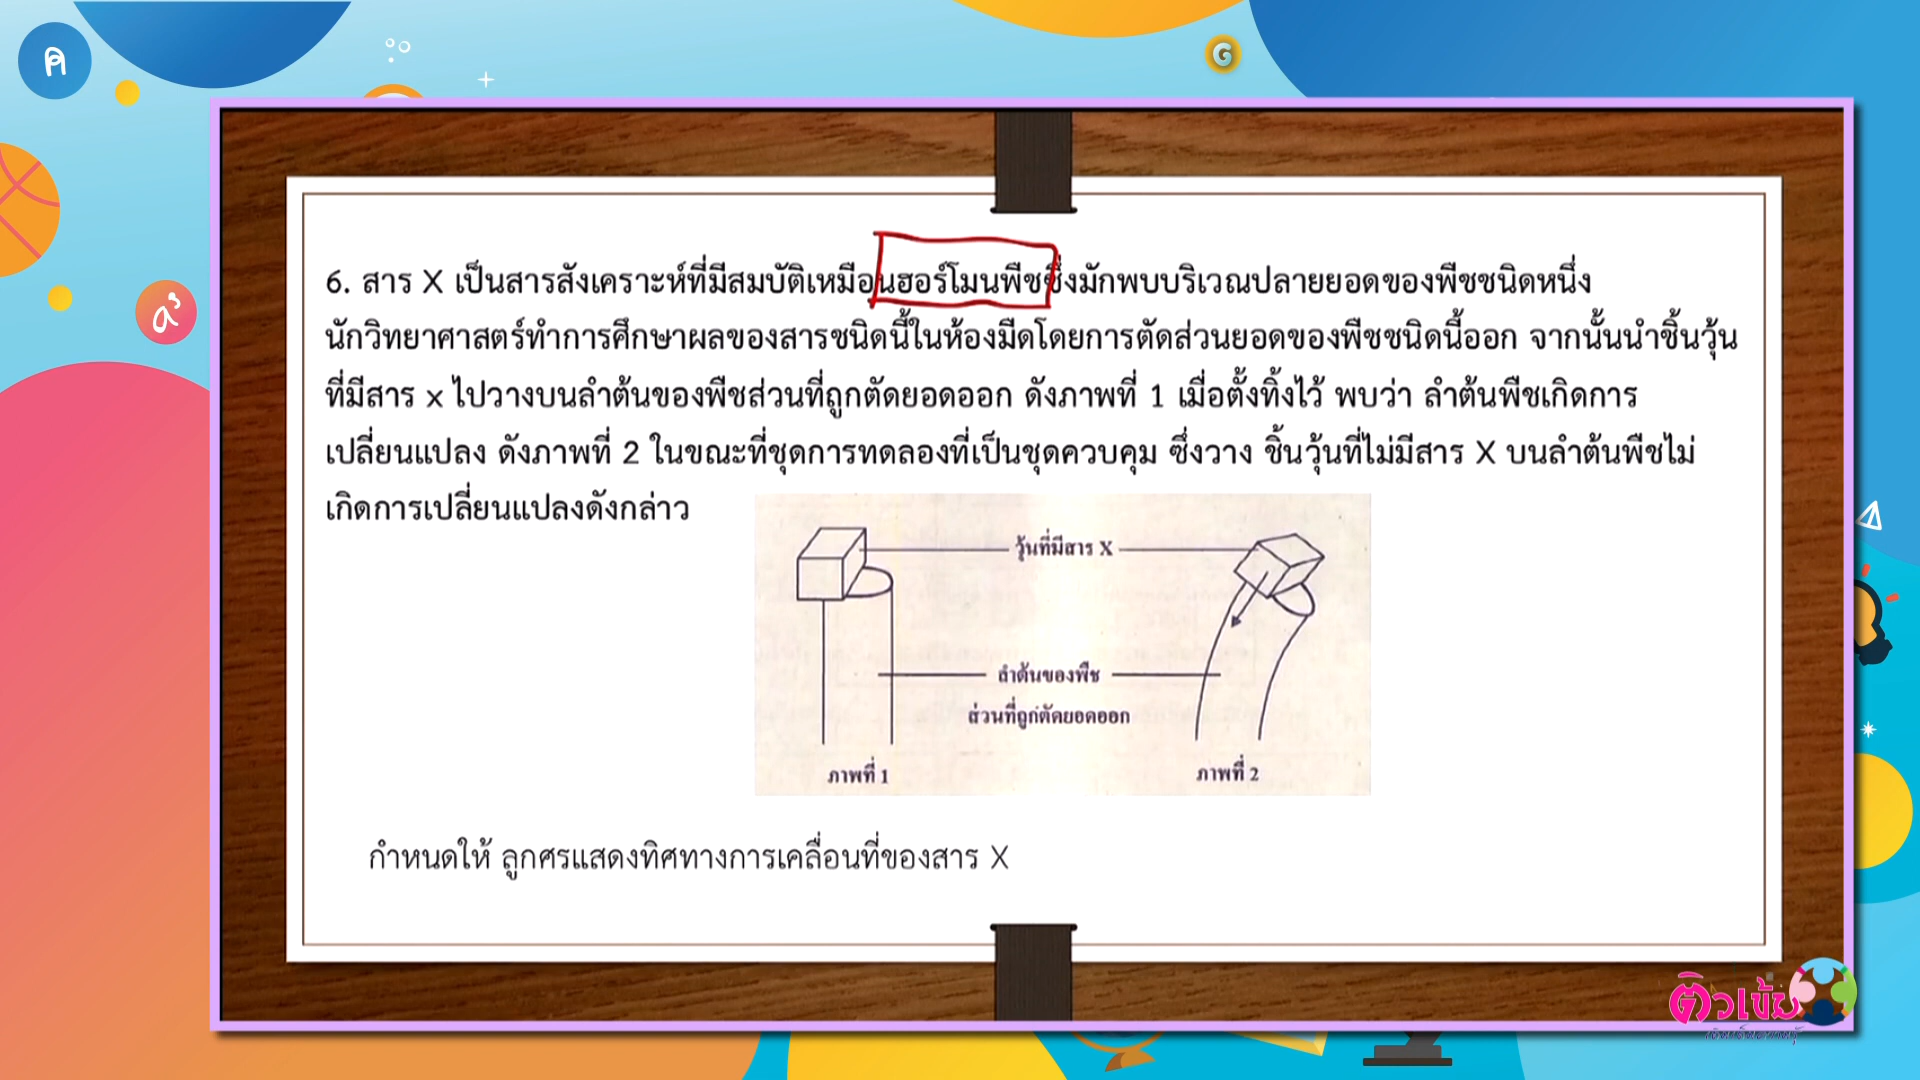 ค
G
ส
6. สาร X เป็นสารสังเคราะห์ที่มีสมบัติเหมือนฮอร์โมนพืชซึ่งมักพบบริเวณปลายยอดของพืชชนิดหนึ่ง
นักวิทยาศาสตร์ทำการศึกษาผลของสารชนิดนี้ในห้องมืดโดยการตัดส่วนยอดของพืชชนิดนี้ออก จากนั้นนำชิ้นวุ้น
ที่มีสาร x ไปวางบนลำต้นของพืชส่วนที่ถูกตัดยอดออก ดังภาพที่ 1 เมื่อตั้งทิ้งไว้ พบว่า ลำต้นพืชเกิดการ
เปลี่ยนแปลง ดังภาพที่ 2 ในขณะที่ชุดการทดลองที่เป็นชุดควบคุม ซึ่งวาง ชิ้นวุ้นที่ไม่มีสาร X บนลำต้นพืชไม่
เกิดการเปลี่ยนแปลงดังกล่าว
วุ้นที่มีสาร X
ลำต้นของพืช
ส่วนที่ถูกตัดยอดออก
ภาพที่ 1
ภาพที่ 2
กำหนดให้ ลูกศรแสดงทิศทางการเคลื่อนที่ของสาร X
ติวเข้ม